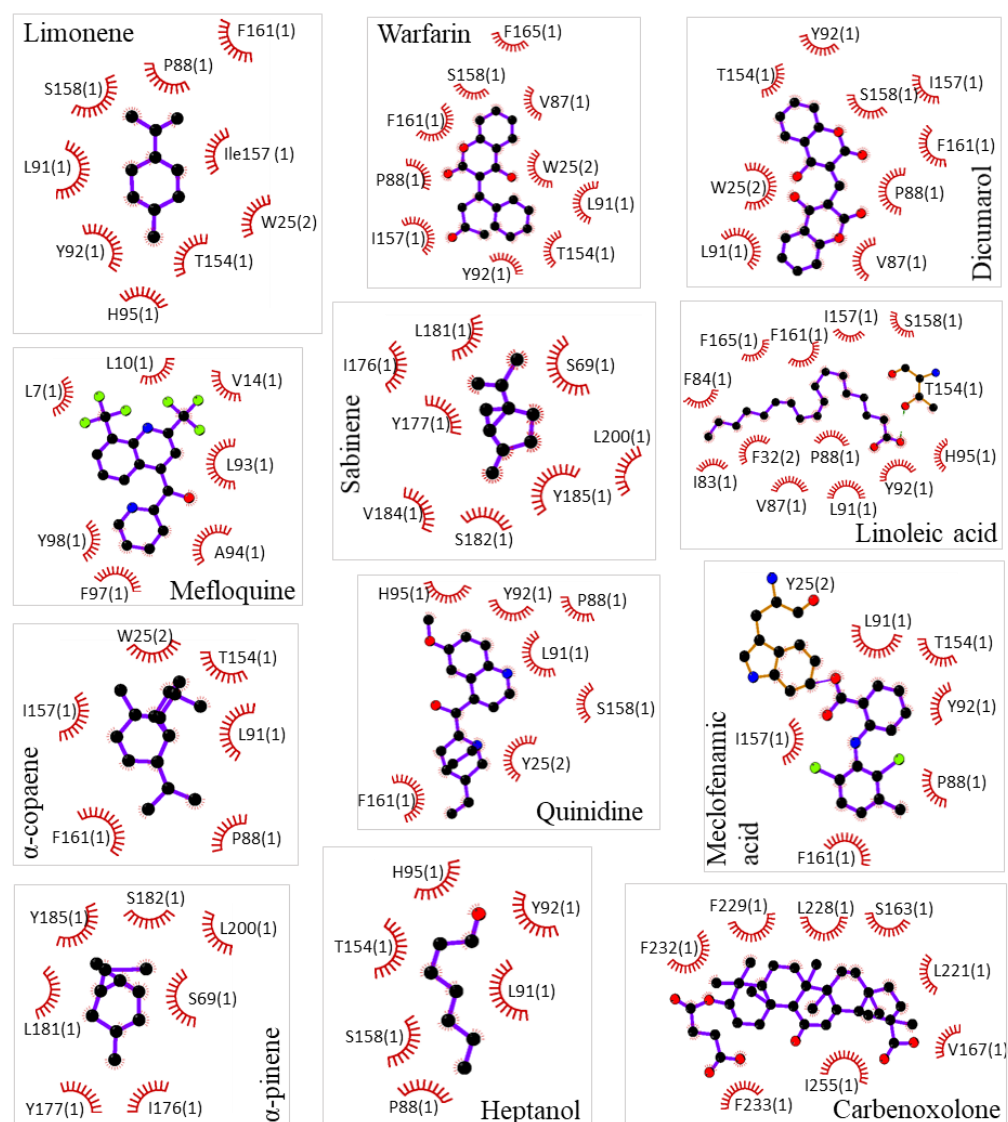 Limonene
F161(1)
P88(1)
S158(1)
L91(1)
Ile157 (1)
W25(2)
Y92(1)
T154(1)
H95(1)
Warfarin
F165(1)
S158(1)
V87(1)
F161(1)
P88(1)
W25(2)
L91(1)
I157(1)
T154(1)
Y92(1)
Y92(1)
T154(1)
I157(1)
S158(1)
F161(1)
W25(2)
P88(1)
L91(1)
V87(1)
Dicumarol
L10(1)
L7(1)
V14(1)
L93(1)
Y98(1)
A94(1)
F97(1)
Mefloquine
L181(1)
I176(1)
S69(1)
Y177(1)
L200(1)
Y185(1)
V184(1)
S182(1)
Sabinene
I157(1)
S158(1)
F165(1)
F161(1)
F84(1)
T154(1)
F32(2)
P88(1)
H95(1)
I83(1)
Y92(1)
V87(1)
L91(1)
Linoleic acid
W25(2)
T154(1)
I157(1)
L91(1)
F161(1)
P88(1)
α-copaene
H95(1)
Y92(1)
P88(1)
L91(1)
S158(1)
Y25(2)
F161(1)
Quinidine
Y25(2)
L91(1)
T154(1)
Y92(1)
I157(1)
P88(1)
F161(1)
Meclofenamic
acid
S182(1)
Y185(1)
L200(1)
S69(1)
L181(1)
Y177(1)
I176(1)
α-pinene
H95(1)
Y92(1)
T154(1)
L91(1)
S158(1)
P88(1)
Heptanol
F229(1)
L228(1)
S163(1)
F232(1)
L221(1)
V167(1)
I255(1)
F233(1)
Carbenoxolone